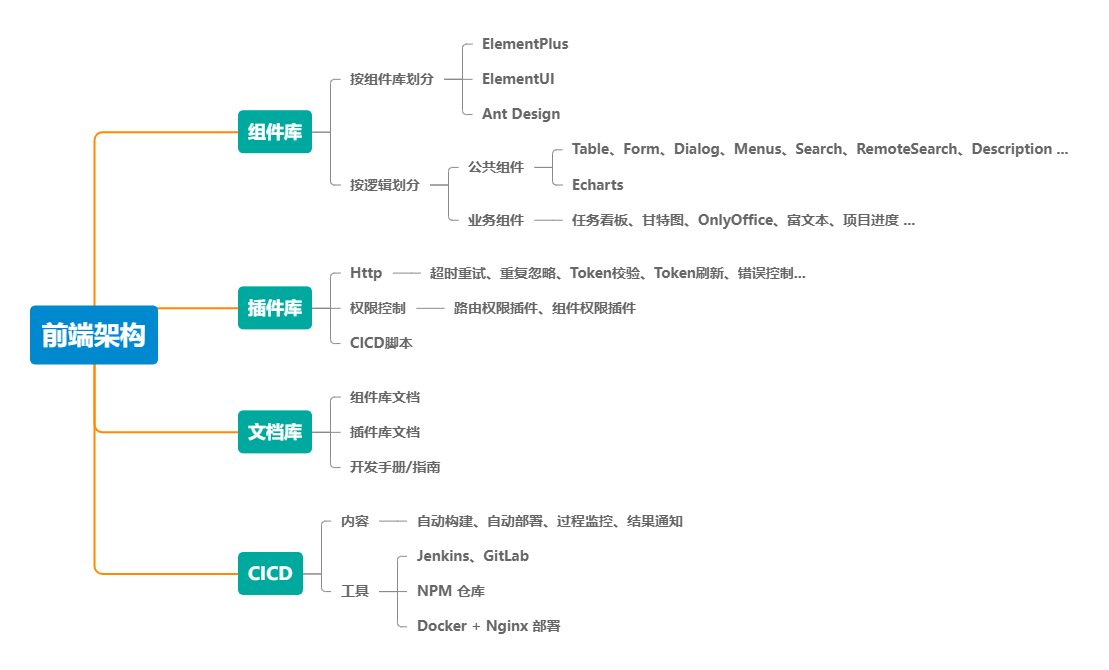 前端架构
组件库
按组件库划分
ElementPlus
ElementUI
Ant Design
按逻辑划分
公共组件
Table、Form、Dialog、Menus、Search、RemoteSearch、Description ...
Echarts
业务组件
任务看板、甘特图、OnlyOffice、富文本、项目进度 ...
插件库
Http
超时重试、重复忽略、Token校验、Token刷新、错误控制...
权限控制
路由权限插件、组件权限插件
CICD脚本
文档库
组件库文档
插件库文档
开发手册/指南
CICD
内容
自动构建、自动部署、过程监控、结果通知
工具
Jenkins、GitLab
NPM 仓库
Docker + Nginx 部署